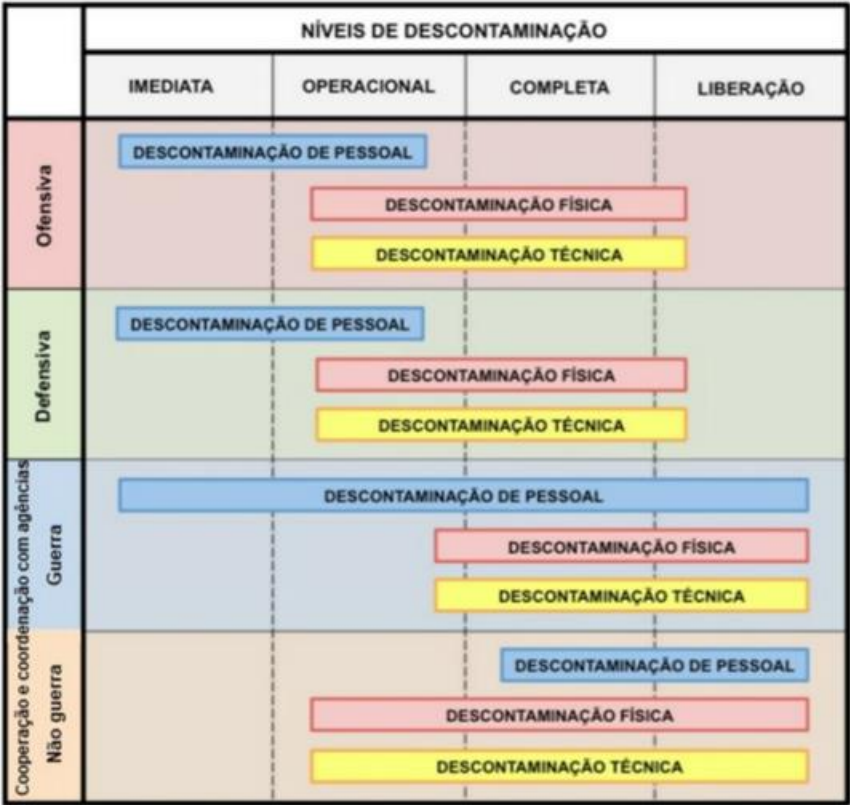 NÍVEIS DE DESCONTAMINAÇÃO
IMEDIATA
OPERACIONAL
COMPLETA
LIBERAÇÃO
Ofensiva
DESCONTAMINAÇÃO DE PESSOAL
DESCONTAMINAÇÃO FÍSICA
DESCONTAMINAÇÃO TÉCNICA
Defensiva
DESCONTAMINAÇÃO DE PESSOAL
DESCONTAMINAÇÃO FÍSICA
DESCONTAMINAÇÃO TÉCNICA
Cooperação e coordenação com agências
Guerra
DESCONTAMINAÇÃO DE PESSOAL
DESCONTAMINAÇÃO FÍSICA
DESCONTAMINAÇÃO TÉCNICA
Não guerra
DESCONTAMINAÇÃO DE PESSOAL
DESCONTAMINAÇÃO FÍSICA
DESCONTAMINAÇÃO TÉCNICA